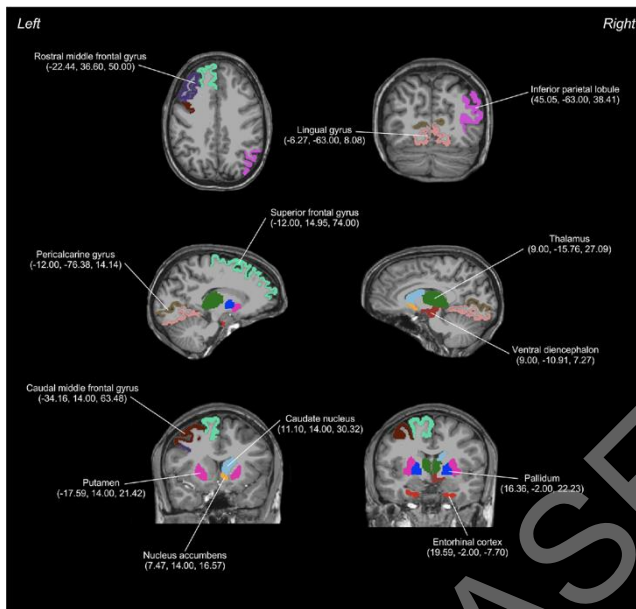 Left
Right
Rostral middle frontal gyrus
(-22.44, 36.60, 50.00)
Inferior parietal lobule
(45.05, -63.00, 38.41)
Lingual gyrus
(-6.27, -63.00, 8.08)
Superior frontal gyrus
(-12.00, 14.95, 74.00)
Pericalcarine gyrus
(-12.00, -76.38, 14.14)
Thalamus
(9.00, -15.76, 27.09)
Ventral diencephalon
(9.00, -10.91, 7.27)
Caudal middle frontal gyrus
(-34.16, 14.00, 63.48)
Caudate nucleus
(11.10, 14.00, 30.32)
Putamen
(-17.59, 14.00, 21.42)
Pallidum
(16.36, -2.00, 22.23)
Nucleus accumbens
(7.47, 14.00, 16.57)
Entorhinal cortex
(19.59, -2.00, -7.70)
ASE